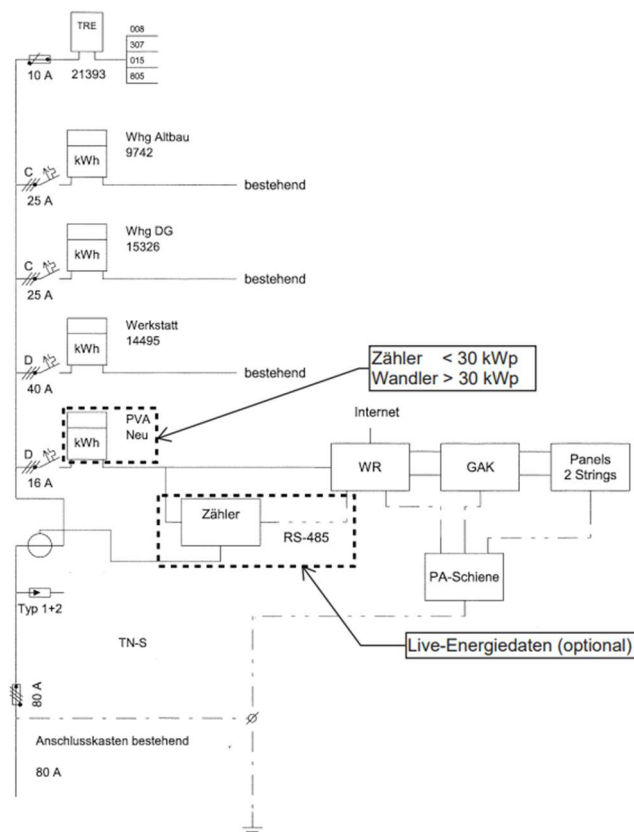 TRE
008
307
015
805
10 A
21393
Whg Altbau
9742
kWh
C
25 A
bestehend
Whg DG
15326
kWh
C
25 A
bestehend
Werkstatt
14495
kWh
D
40 A
bestehend
Zähler < 30 kWp
Wandler > 30 kWp
PVA
Neu
kWh
D
16 A
Internet
WR
GAK
Panels
2 Strings
Zähler
RS-485
PA-Schiene
Typ 1+2
TN-S
Live-Energiedaten (optional)
80 A
Anschlusskasten bestehend
80 A